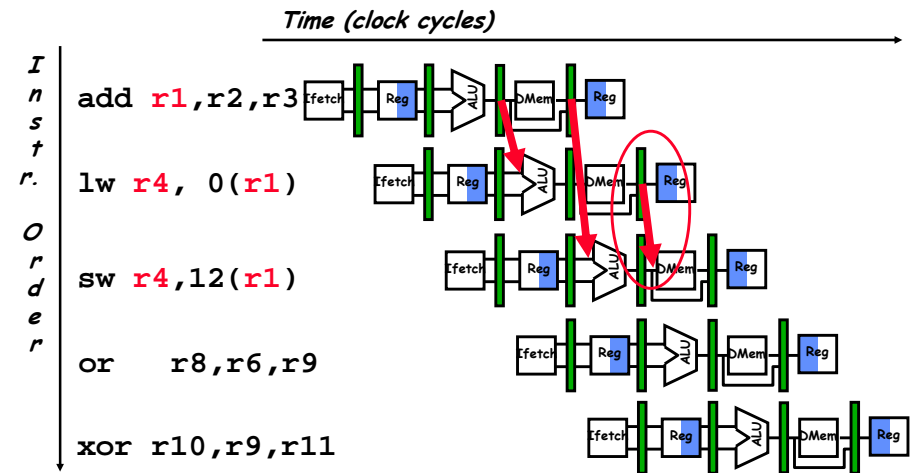 Time (clock cycles)
Instr. Order
add r1,r2,r3 Ifetch Reg ALU DMem Reg
lw r4, 0(r1) Ifetch Reg ALU DMem Reg
sw r4,12(r1) Ifetch Reg ALU DMem Reg
or r8,r6,r9 Ifetch Reg ALU DMem Reg
xor r10,r9,r11 Ifetch Reg ALU DMem Reg